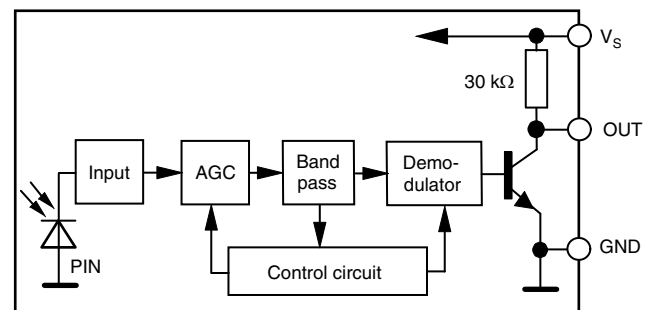 V_S
30 kΩ
OUT
Input
AGC
Band
pass
Demo-
dulator
GND
PIN
Control circuit